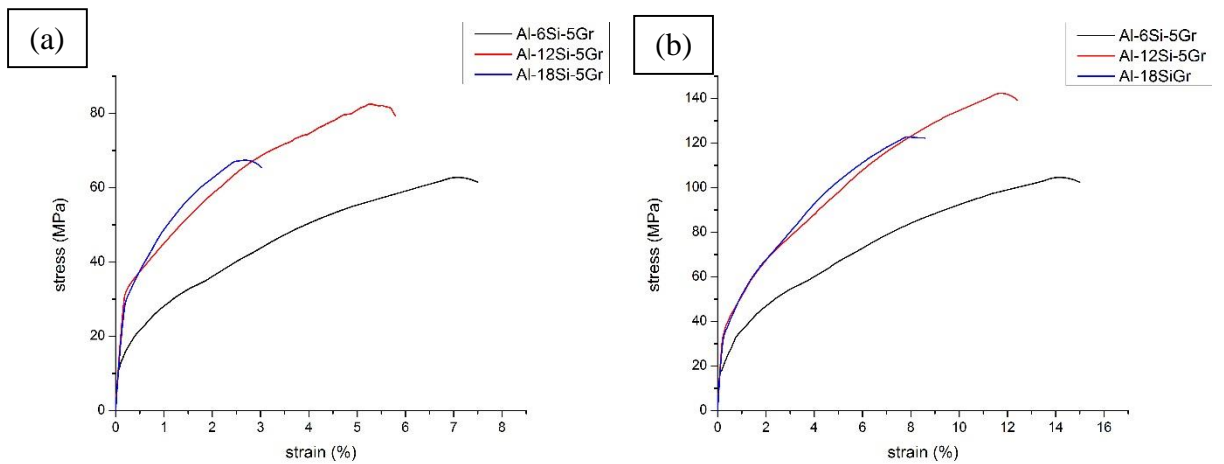 (a)
Al-6Si-5Gr
Al-12Si-5Gr
Al-18Si-5Gr
stress (MPa)
80
60
40
20
0
0 1 2 3 4 5 6 7 8
strain (%)
(b)
Al-6Si-5Gr
Al-12Si-5Gr
Al-18SiGr
stress (MPa)
140
120
100
80
60
40
20
0
0 2 4 6 8 10 12 14 16
strain (%)